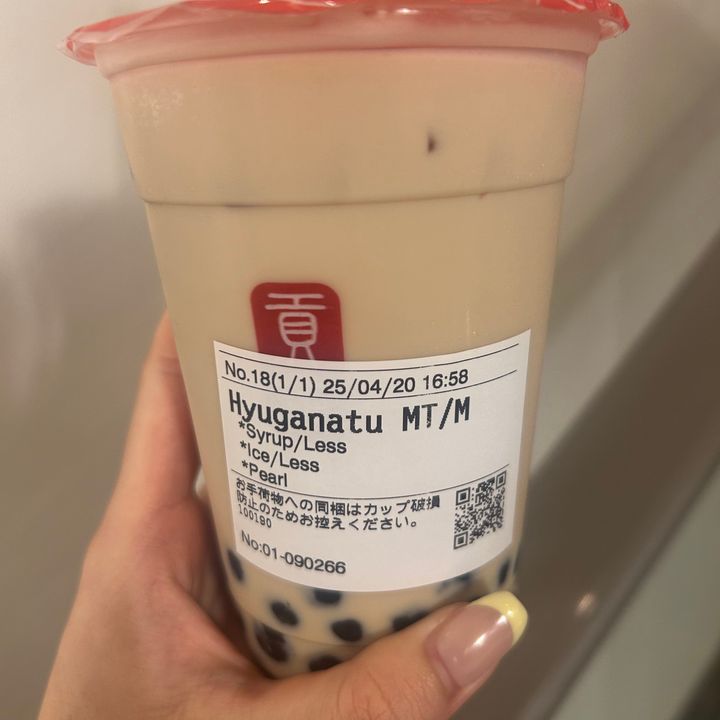 貢
No.18(1/1) 25/04/20 16:58
Hyuganatu MT/M
*Syrup/Less
*Ice/Less
*Pearl
お手荷物への同梱はカップ破損
防止のためお控えください。
100190
No:01-090266